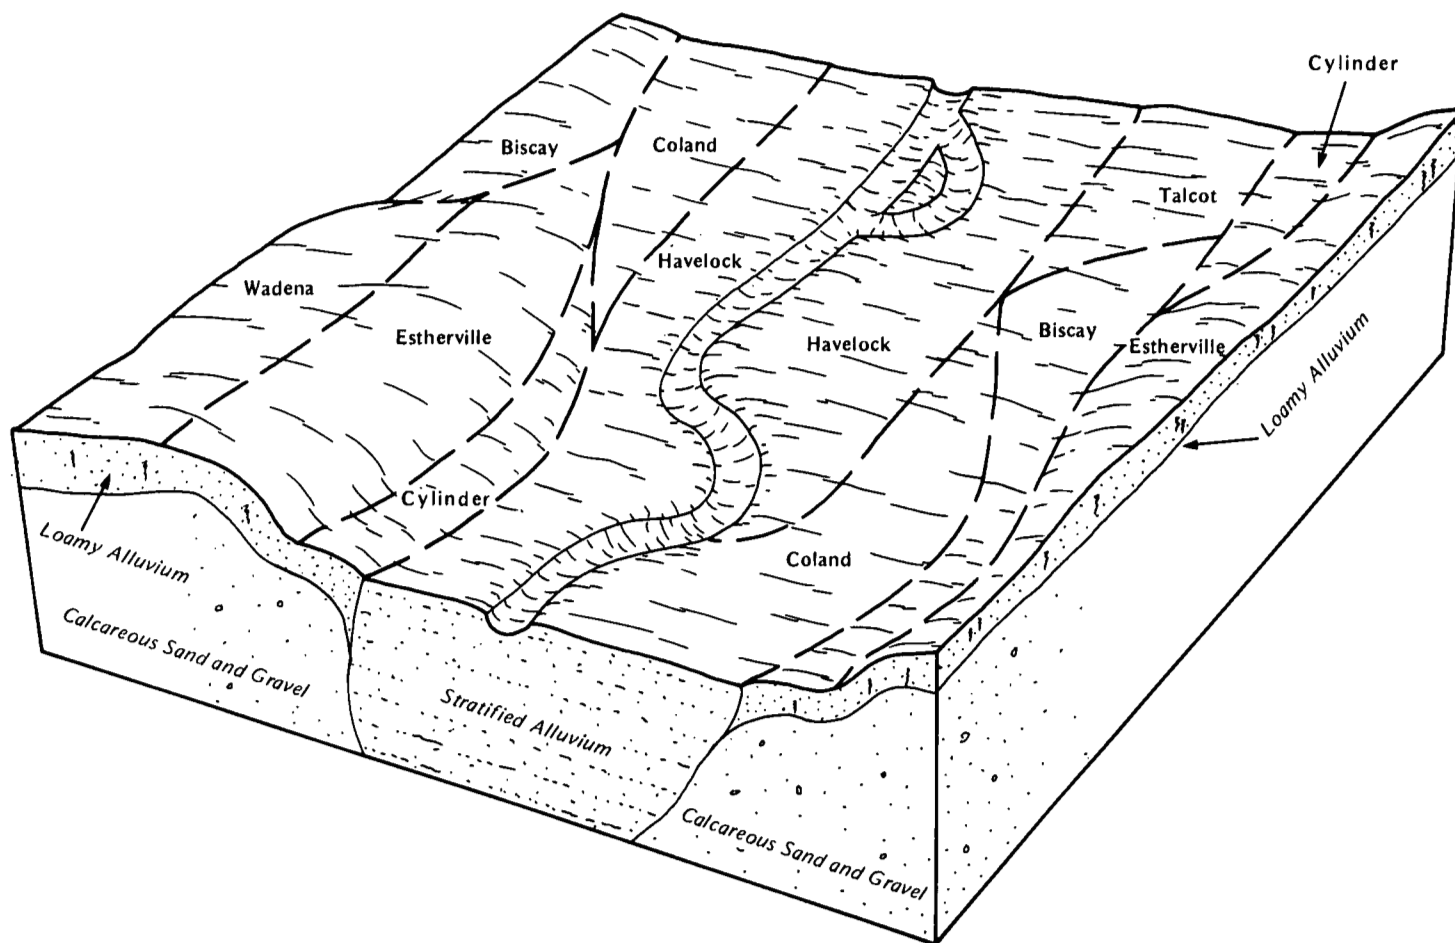 Cylinder
Biscay
Coland
Talcot
Havelock
Wadena
Estherville
Havelock
Biscay
Estherville
Loamy Alluvium
Cylinder
Coland
Loamy Alluvium
Calcareous Sand and Gravel
Stratified Alluvium
Calcareous Sand and Gravel